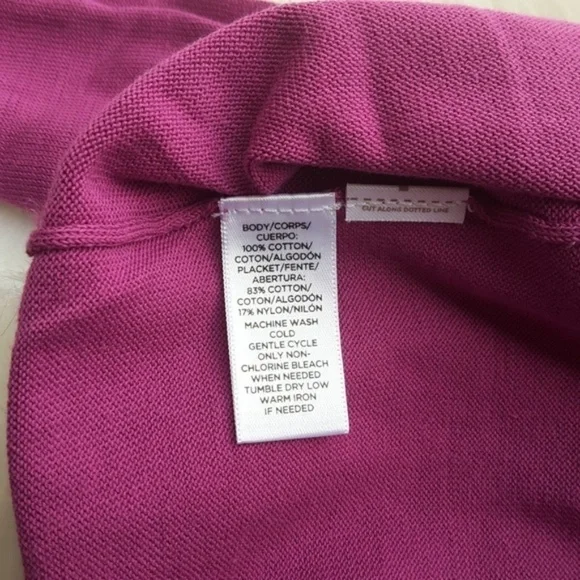 BODY/CORPS/
CUERPO:
100% COTTON/
COTON/ALGODÓN
PLACKET/FENTE/
ABERTURA:
83% COTTON/
COTON/ALGODÓN
17% NYLON/NILÓN
MACHINE WASH
COLD
GENTLE CYCLE
ONLY NON-
CHLORINE BLEACH
WHEN NEEDED
TUMBLE DRY LOW
WARM IRON
IF NEEDED
CUT ALONG DOTTED LINE